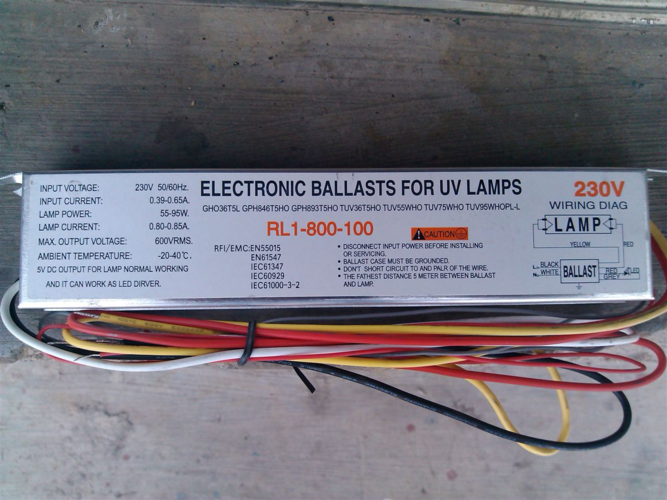 INPUT VOLTAGE: 230V 50/60Hz.
INPUT CURRENT: 0.39-0.65A.
LAMP POWER: 55-95W.
LAMP CURRENT: 0.80-0.85A.
MAX. OUTPUT VOLTAGE: 600VRMS.
AMBIENT TEMPERATURE: -20-40℃.
5V DC OUTPUT FOR LAMP NORMAL WORKING
AND IT CAN WORK AS LED DIRVER.
ELECTRONIC BALLASTS FOR UV LAMPS
GHO36T5L GPH846T5HO GPH893T5HO TUV36T5HO TUV55WHO TUV75WHO TUV95WHOPL-L
RL1-800-100
CAUTION
RFI/EMC:EN55015
EN61547
IEC61347
IEC60929
IEC61000-3-2
• DISCONNECT INPUT POWER BEFORE INSTALLING
OR SERVICING.
• BALLAST CASE MUST BE GROUNDED.
• DON'T SHORT CIRCUIT TO AND PALR OF THE WIRE.
• THE FATHEST DISTANCE 5 METER BETWEEN BALLAST
AND LAMP.
230V
WIRING DIAG
LAMP
YELLOW RED
L BLACK
N WHITE
BALLAST
RED
GREY
LED